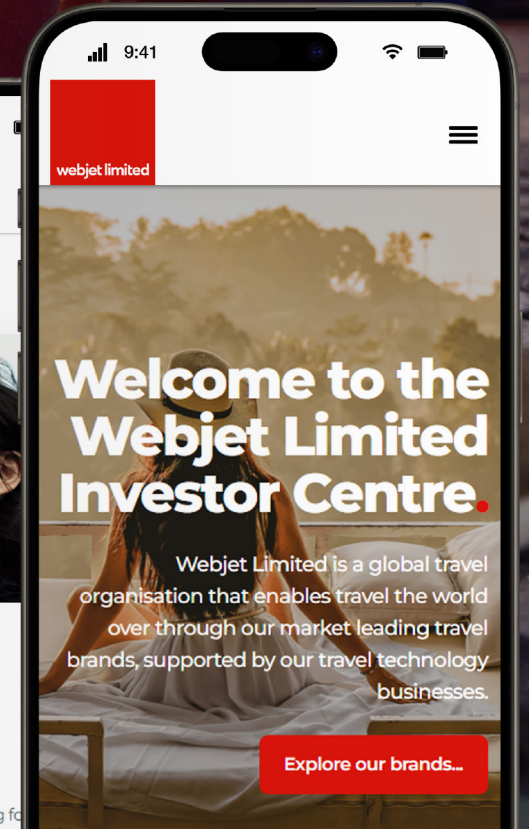 9:41
webjet limited
Welcome to the
Webjet Limited
Investor Centre.
Webjet Limited is a global travel
organisation that enables travel the world
over through our market leading travel
brands, supported by our travel technology
businesses.
Explore our brands...